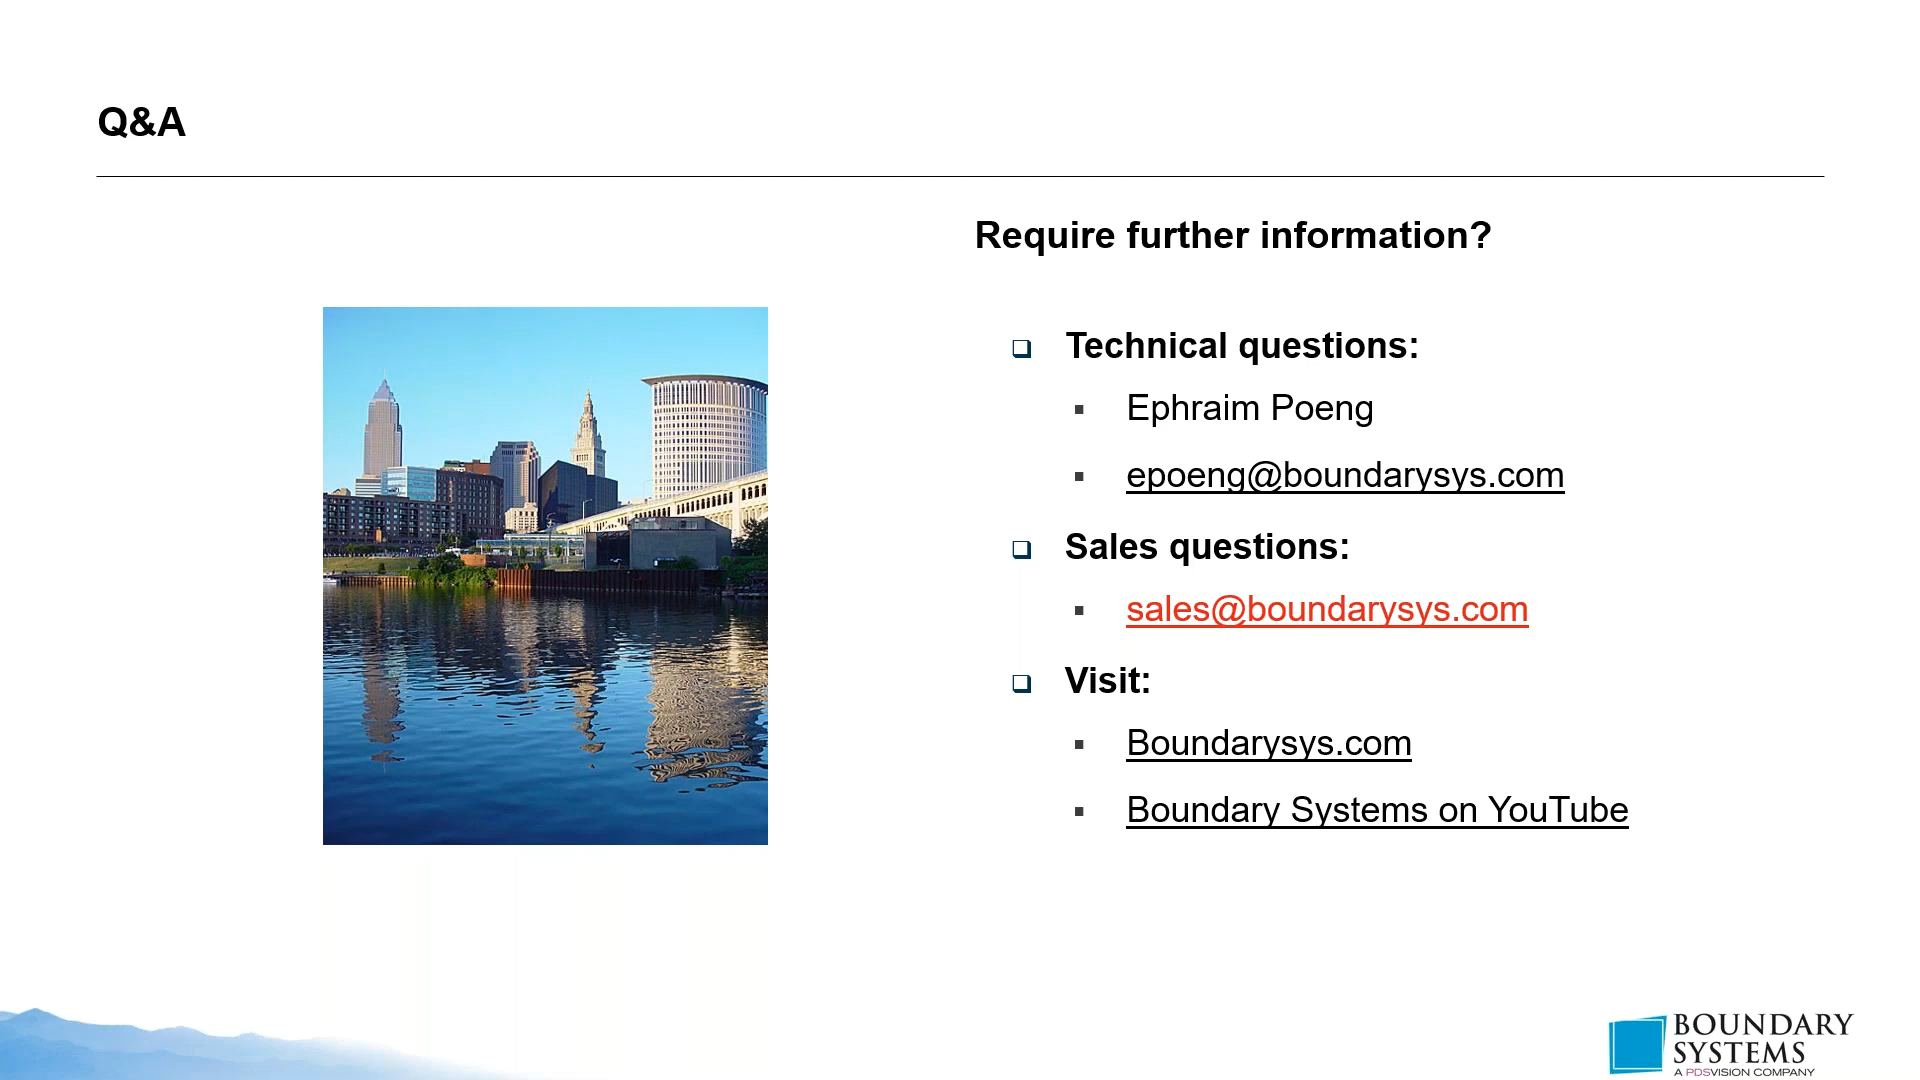 Q&A
Require further information?
Technical questions:
Ephraim Poeng
epoeng@boundarysys.com
Sales questions:
sales@boundarysys.com
Visit:
Boundarysys.com
Boundary Systems on YouTube
BOUNDARY
SYSTEMS
A PDSVISION COMPANY